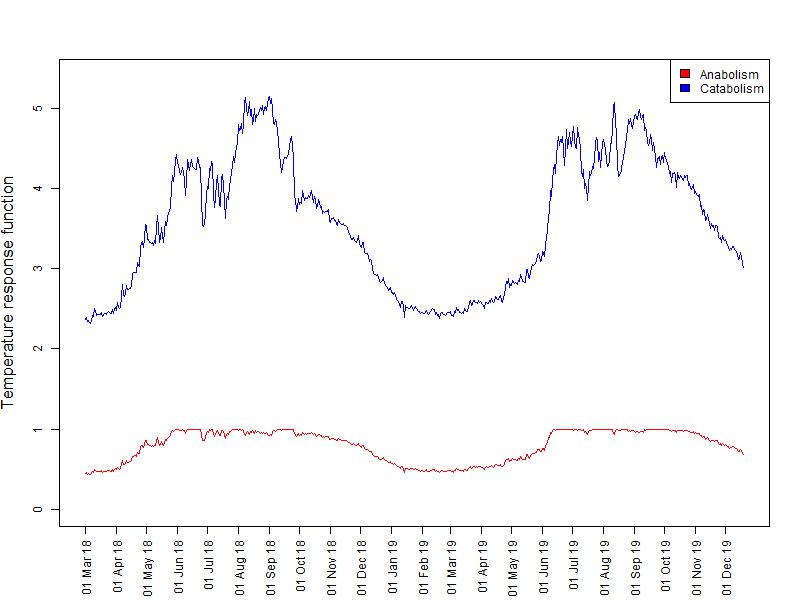 Anabolism
Catabolism
Temperature response function
5
4
3
2
1
0
01 Mar 18
01 Apr 18
01 May 18
01 Jun 18
01 Jul 18
01 Aug 18
01 Sep 18
01 Oct 18
01 Nov 18
01 Dec 18
01 Jan 19
01 Feb 19
01 Mar 19
01 Apr 19
01 May 19
01 Jun 19
01 Jul 19
01 Aug 19
01 Sep 19
01 Oct 19
01 Nov 19
01 Dec 19